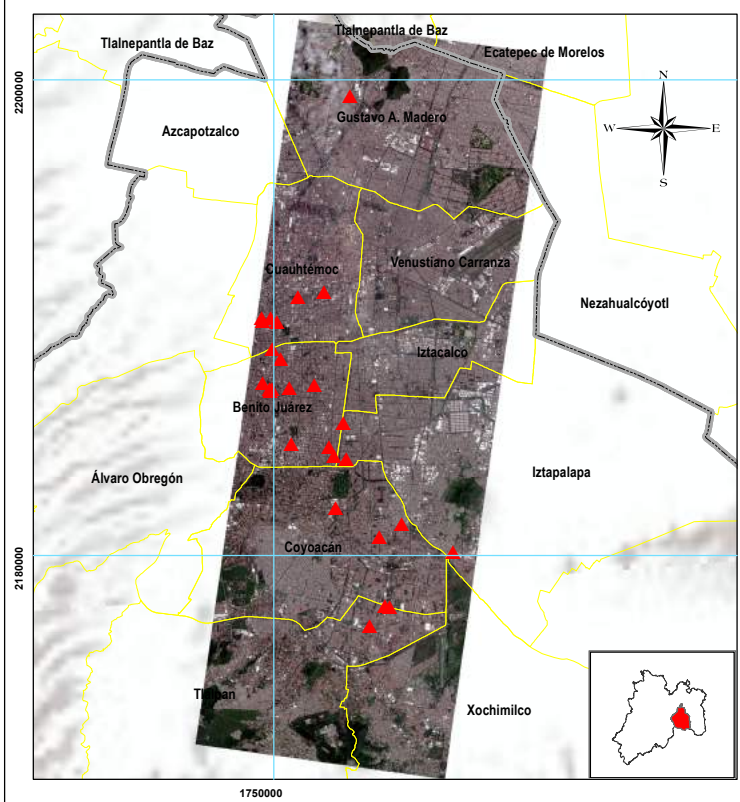 Tlalnepantla de Baz
Tlalnepantla de Baz
Ecatepec de Morelos
2200000
N
W E
S
Gustavo A. Madero
Azcapotzalco
Cuauhtémoc
Venustiano Carranza
Nezahualcóyotl
Iztacalco
Benito Juárez
Álvaro Obregón
Iztapalapa
Coyoacán
2180000
Tlalpan
Xochimilco
1750000